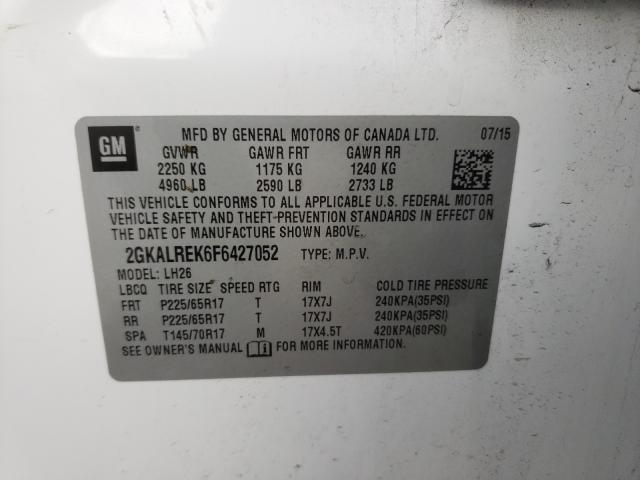 GM
MFD BY GENERAL MOTORS OF CANADA LTD. 07/15
GVWR GAWR FRT GAWR RR
2250 KG 1175 KG 1240 KG
4960 LB 2590 LB 2733 LB
THIS VEHICLE CONFORMS TO ALL APPLICABLE U.S. FEDERAL MOTOR
VEHICLE SAFETY AND THEFT-PREVENTION STANDARDS IN EFFECT ON
THE DATE OF MANUFACTURE SHOWN ABOVE.
2GKALREK6F6427052 TYPE: M.P.V.
MODEL: LH26
LBCQ TIRE SIZE SPEED RTG RIM COLD TIRE PRESSURE
FRT P225/65R17 T 17X7J 240KPA(35PSI)
RR P225/65R17 T 17X7J 240KPA(35PSI)
SPA T145/70R17 M 17X4.5T 420KPA(60PSI)
SEE OWNER'S MANUAL FOR MORE INFORMATION.